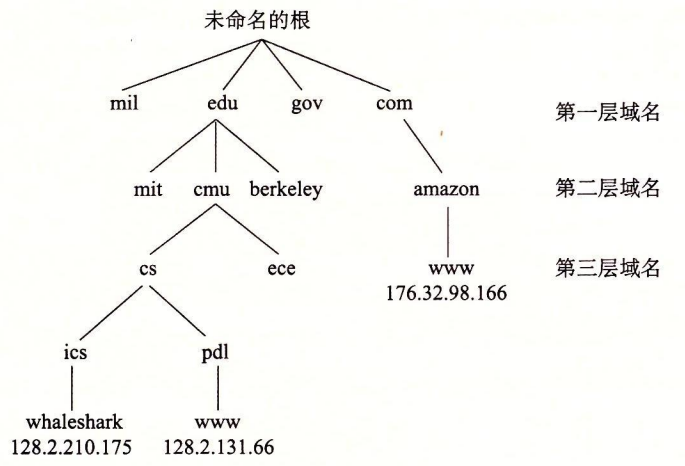 未命名的根
mil edu gov com 第一层域名
mit cmu berkeley amazon 第二层域名
cs ece www 第三层域名
176.32.98.166
ics pdl
whaleshark www
128.2.210.175 128.2.131.66